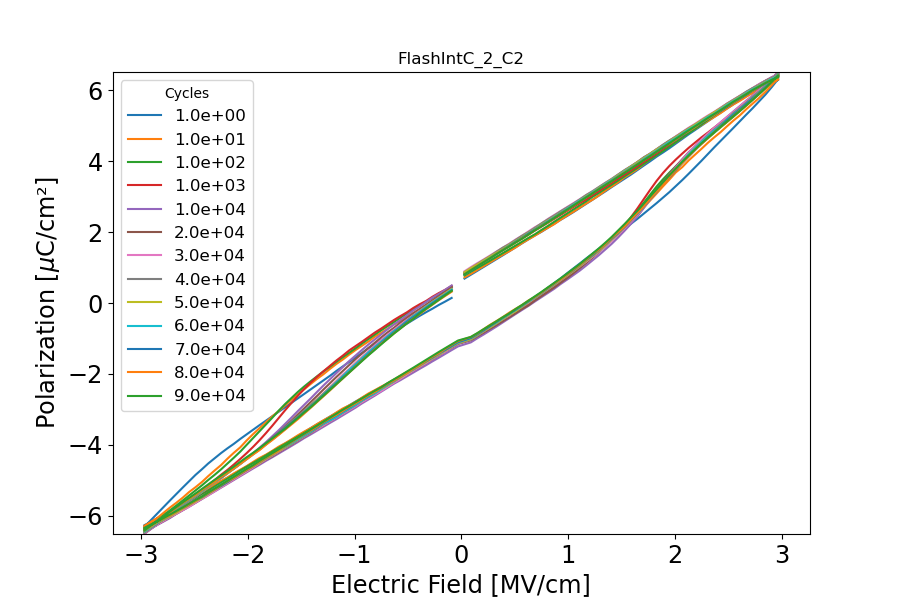 FlashIntC_2_C2
Polarization [μC/cm²]
6
4
2
0
−2
−4
−6
Cycles
1.0e+00
1.0e+01
1.0e+02
1.0e+03
1.0e+04
2.0e+04
3.0e+04
4.0e+04
5.0e+04
6.0e+04
7.0e+04
8.0e+04
9.0e+04
−3 −2 −1 0 1 2 3
Electric Field [MV/cm]